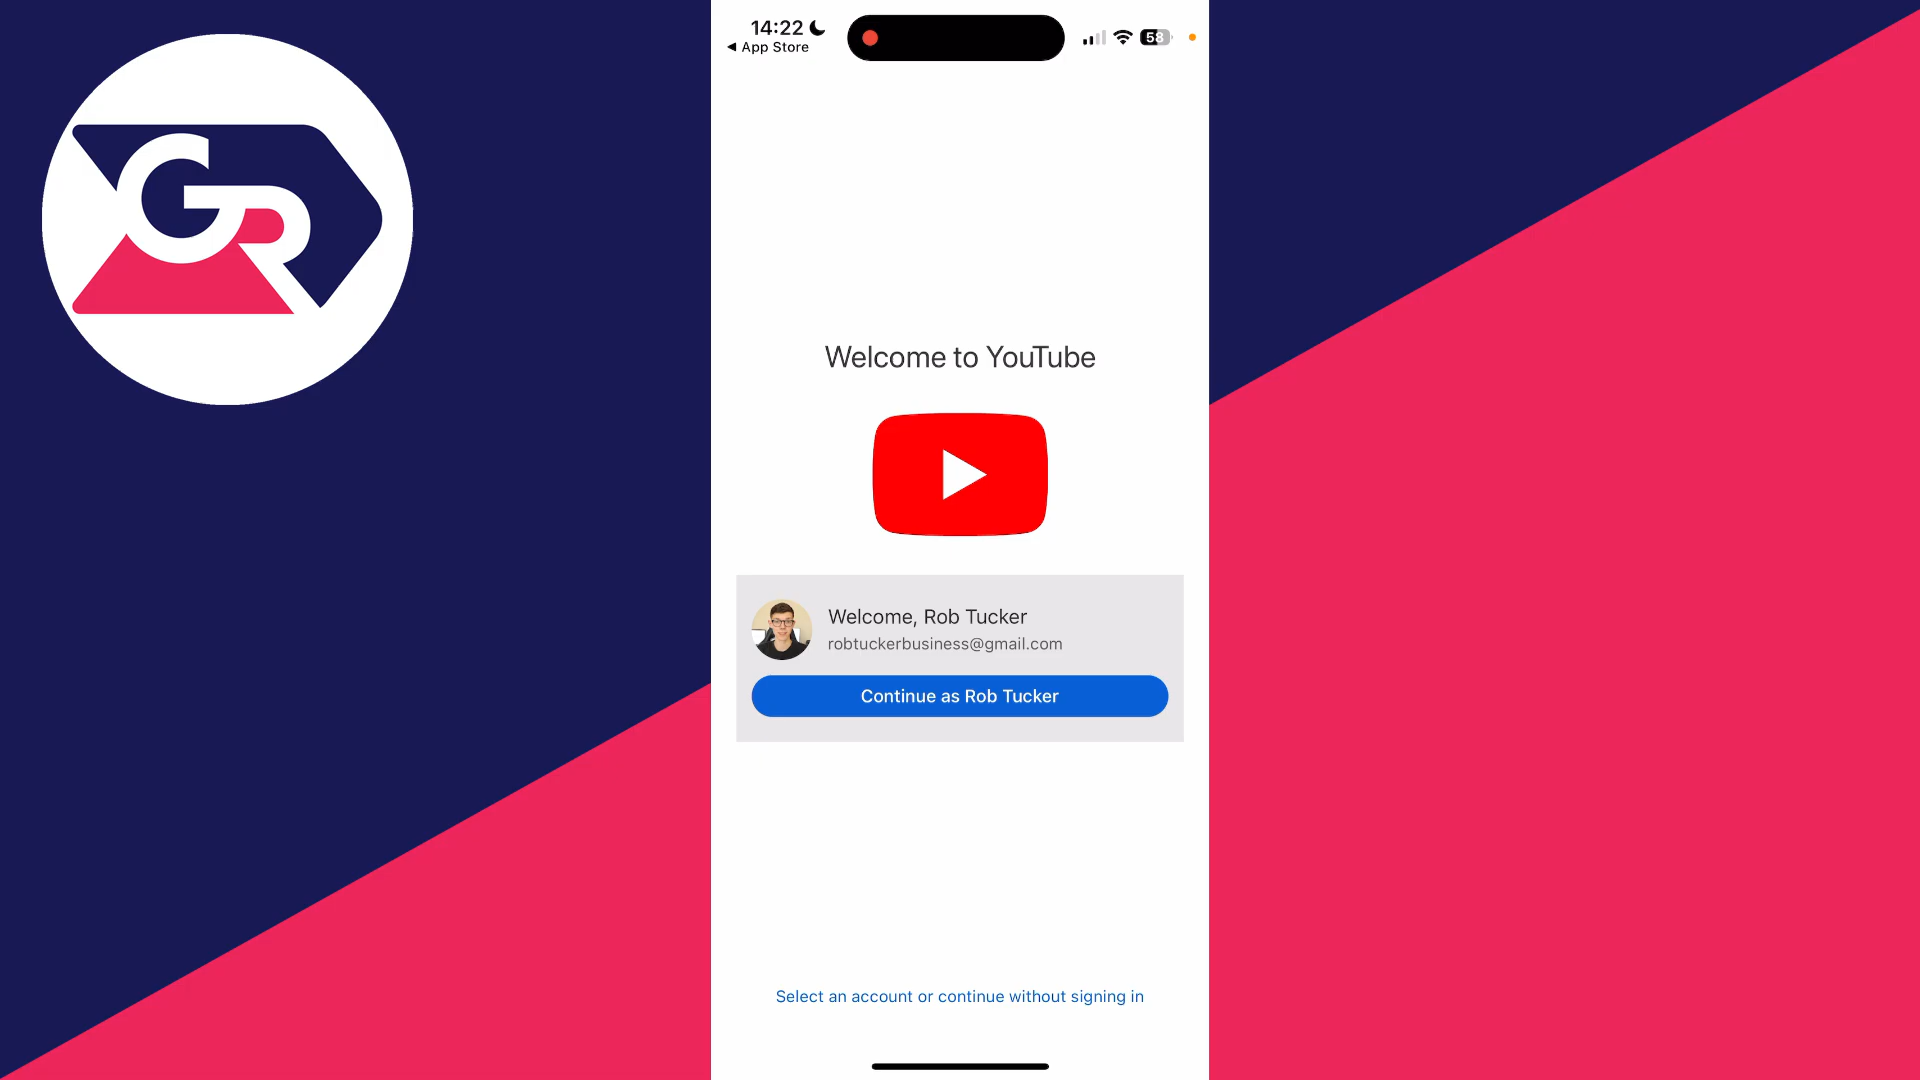 GR
14:22
◀ App Store
58
Welcome to YouTube
Welcome, Rob Tucker
robtuckerbusiness@gmail.com
Continue as Rob Tucker
Select an account or continue without signing in